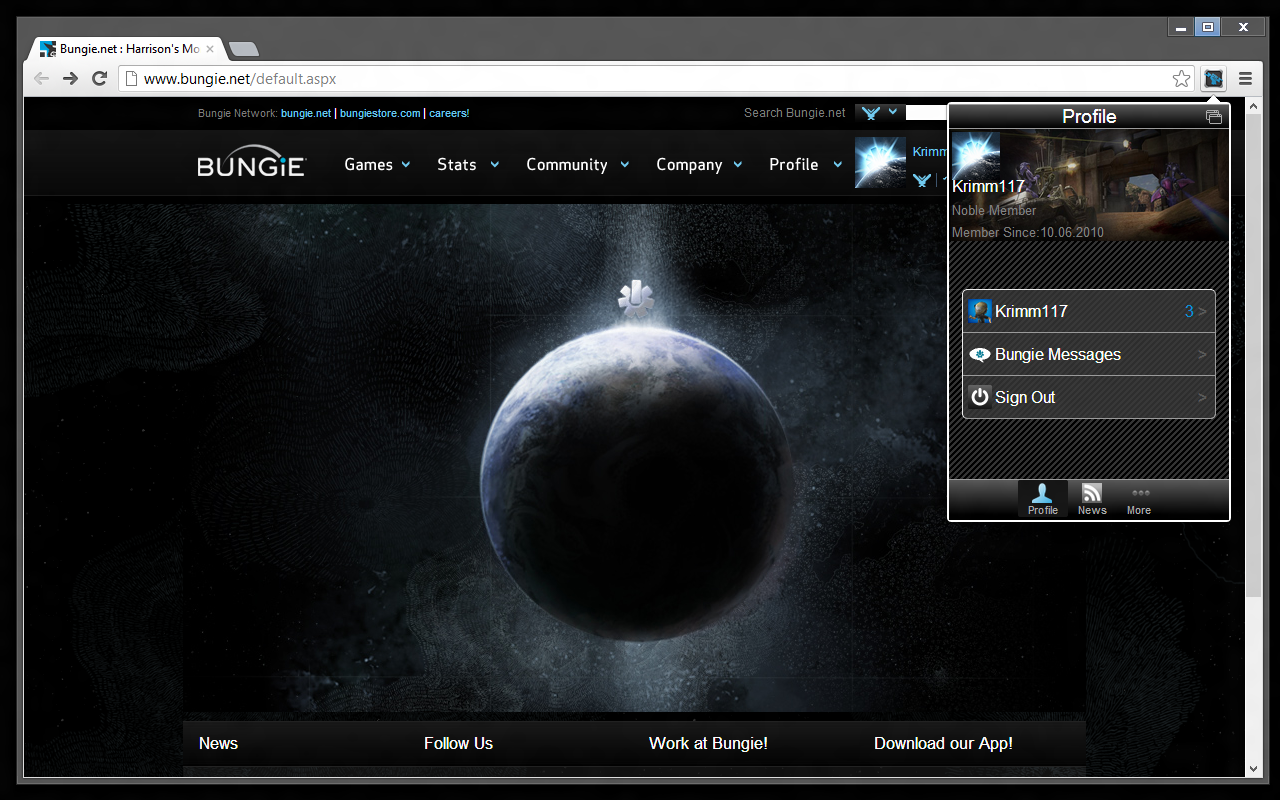 Bungie.net : Harrison's Mo
www.bungie.net/default.aspx
Bungie Network: bungie.net | bungiestore.com | careers!
Search Bungie.net
BUNGiE
Games
Stats
Community
Company
Profile
Krimm
Profile
Krimm117
Noble Member
Member Since:10.06.2010
Krimm117 3 >
Bungie Messages >
Sign Out >
Profile News More
News
Follow Us
Work at Bungie!
Download our App!